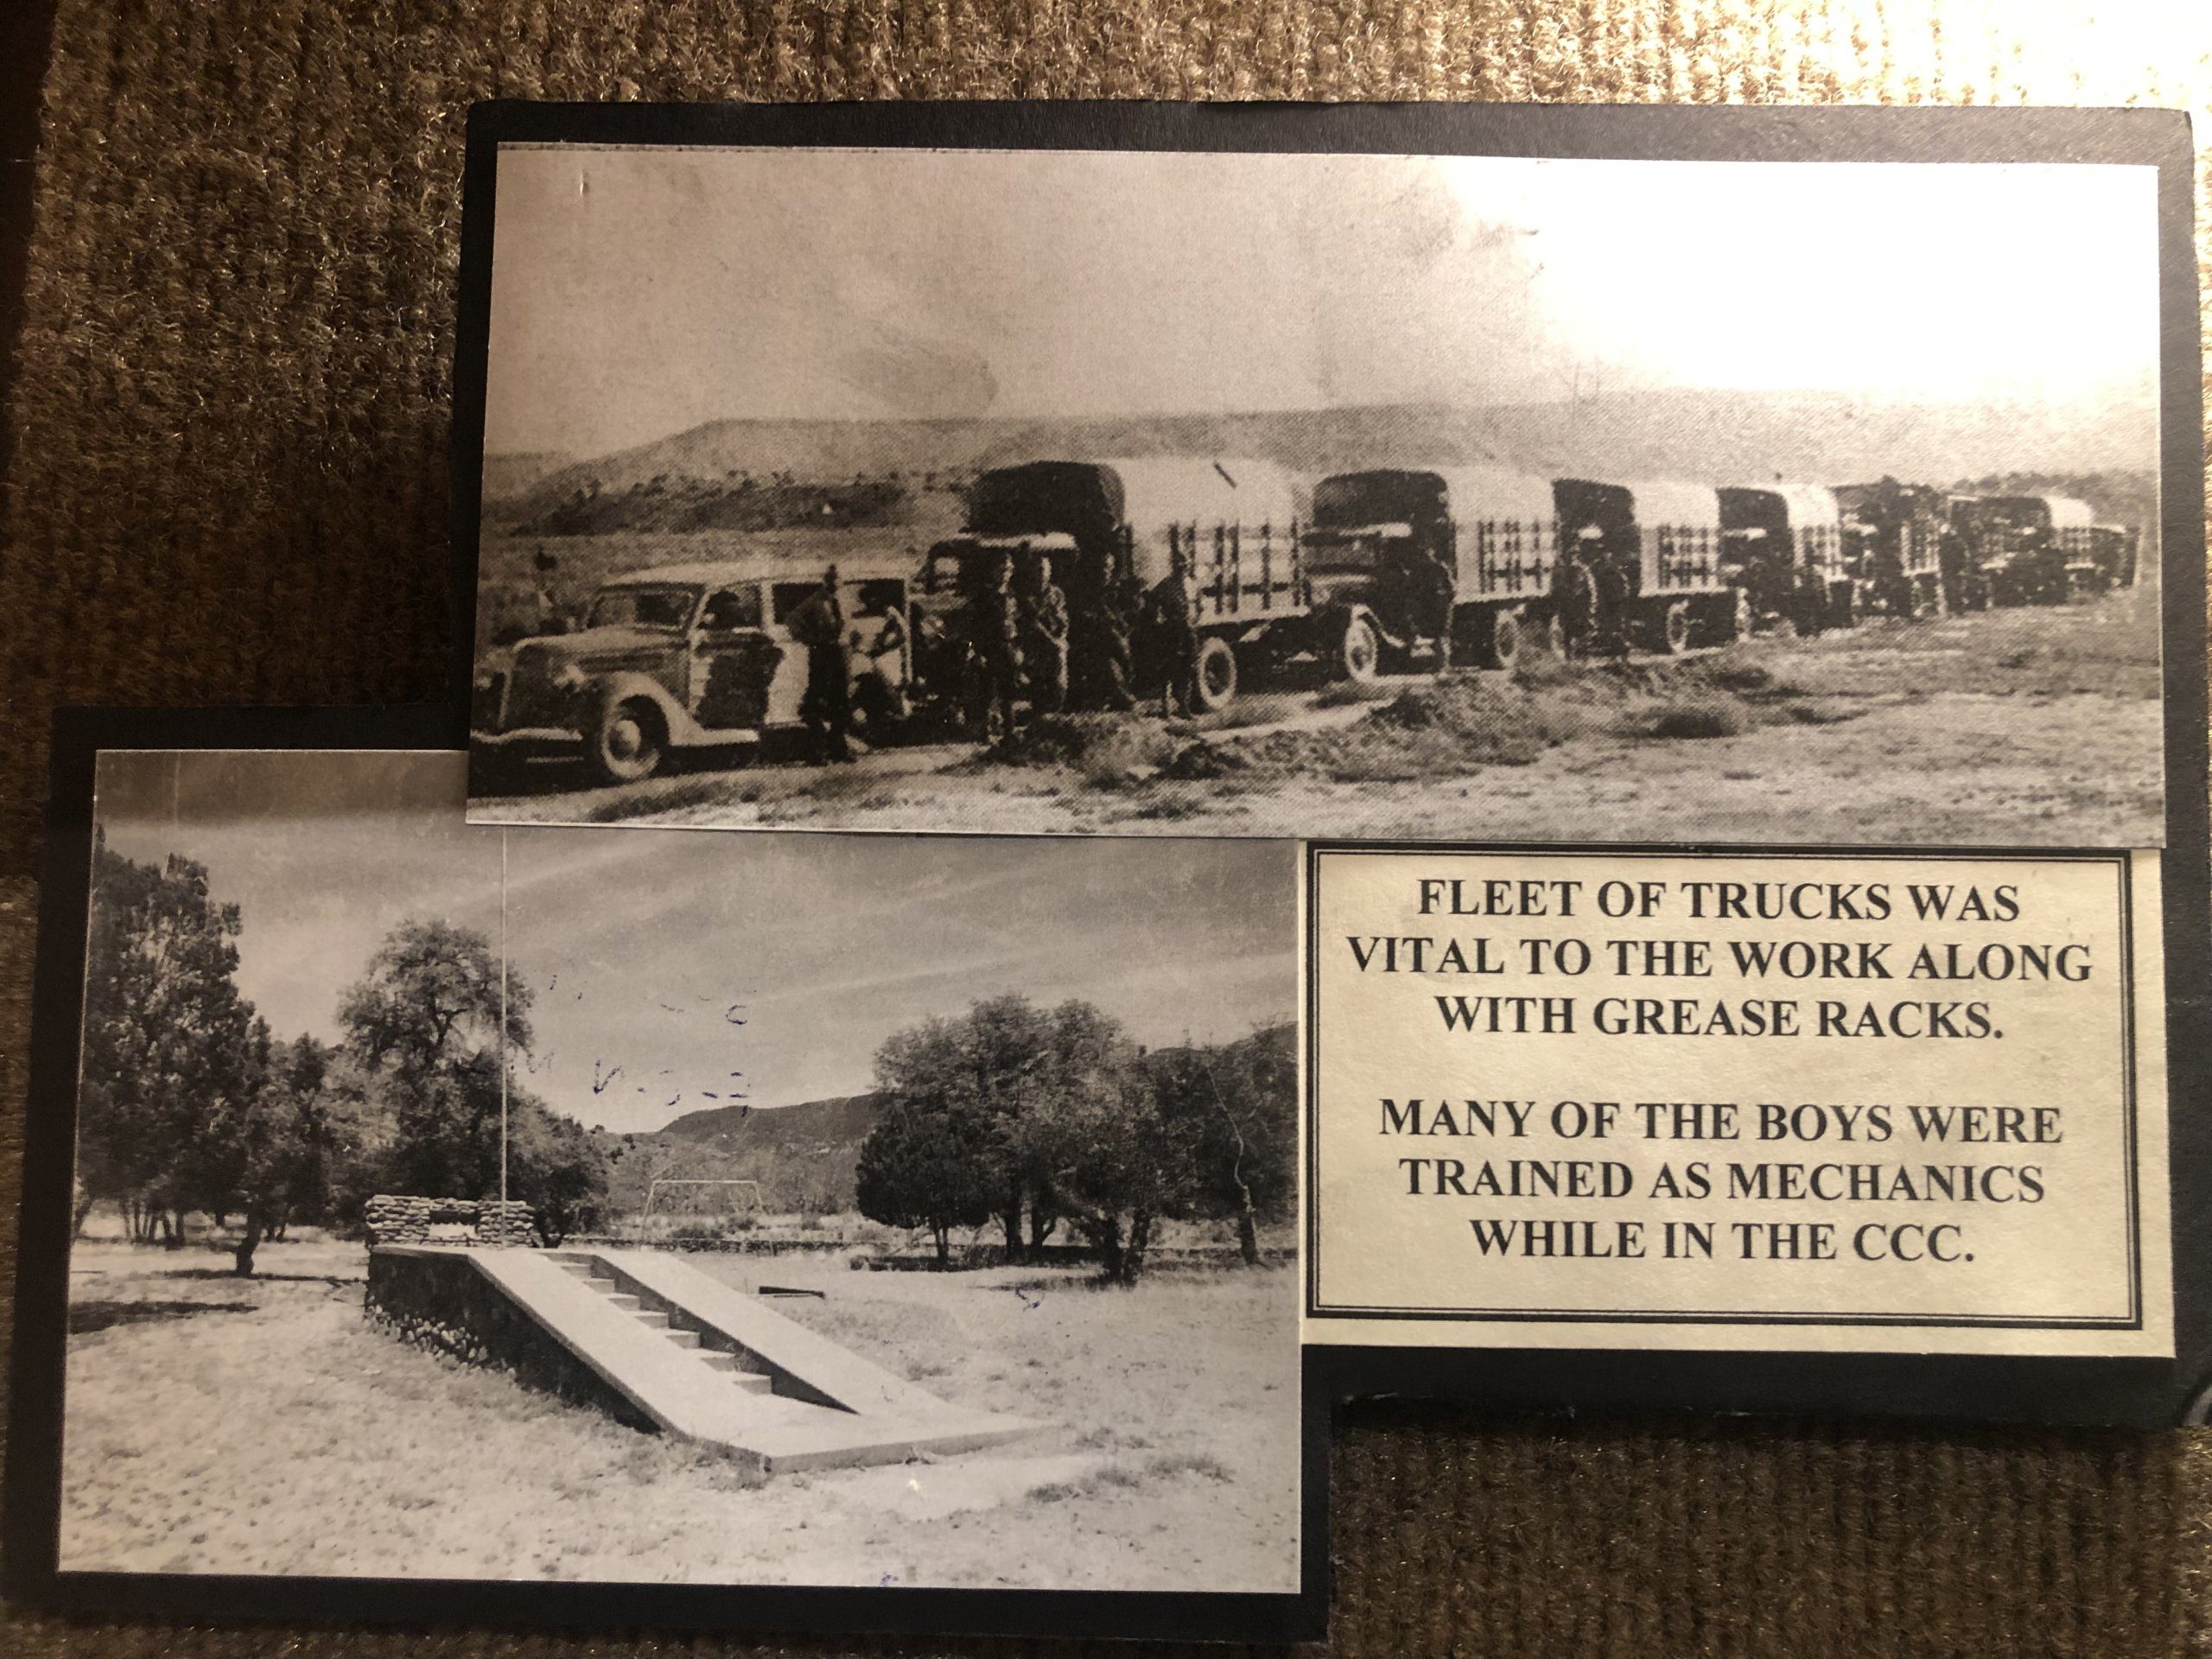 FLEET OF TRUCKS WAS
VITAL TO THE WORK ALONG
WITH GREASE RACKS.
MANY OF THE BOYS WERE
TRAINED AS MECHANICS
WHILE IN THE CCC.